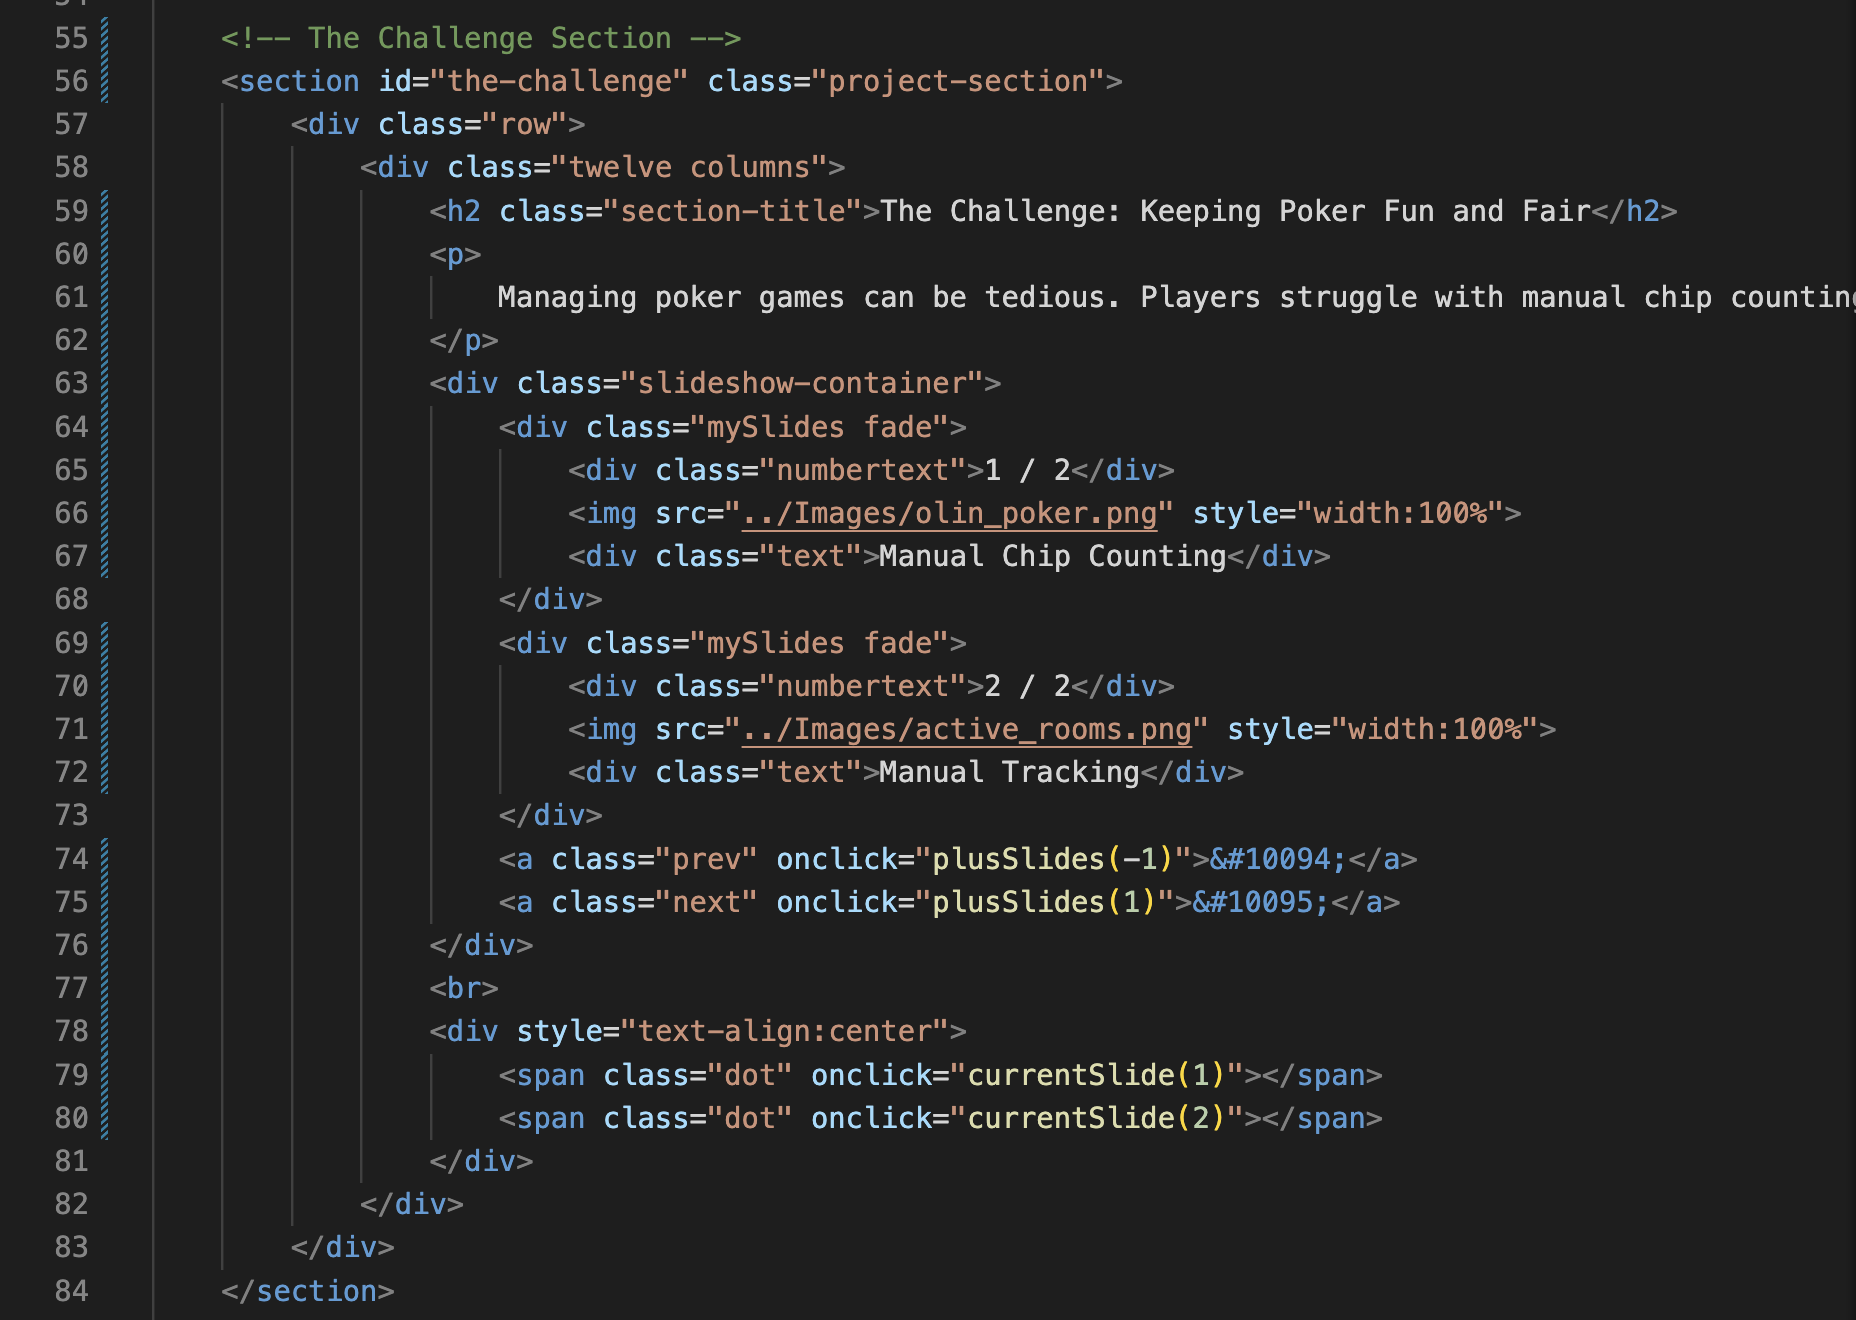 55 <!-- The Challenge Section -->
56 <section id="the-challenge" class="project-section">
57 <div class="row">
58 <div class="twelve columns">
59 <h2 class="section-title">The Challenge: Keeping Poker Fun and Fair</h2>
60 <p>
61 Managing poker games can be tedious. Players struggle with manual chip counting
62 </p>
63 <div class="slideshow-container">
64 <div class="mySlides fade">
65 <div class="numbertext">1 / 2</div>
66 <img src="../Images/olin_poker.png" style="width:100%">
67 <div class="text">Manual Chip Counting</div>
68 </div>
69 <div class="mySlides fade">
70 <div class="numbertext">2 / 2</div>
71 <img src="../Images/active_rooms.png" style="width:100%">
72 <div class="text">Manual Tracking</div>
73 </div>
74 <a class="prev" onclick="plusSlides(-1)">&#10094;</a>
75 <a class="next" onclick="plusSlides(1)">&#10095;</a>
76 </div>
77 <br>
78 <div style="text-align:center">
79 <span class="dot" onclick="currentSlide(1)"></span>
80 <span class="dot" onclick="currentSlide(2)"></span>
81 </div>
82 </div>
83 </div>
84 </section>